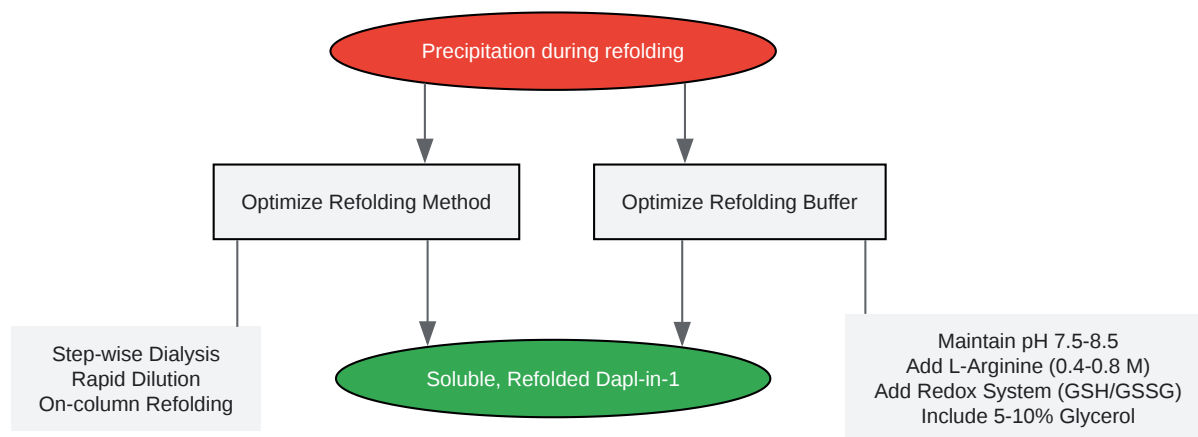 Precipitation during refolding
Optimize Refolding Method
Optimize Refolding Buffer
Step-wise Dialysis
Rapid Dilution
On-column Refolding
Soluble, Refolded Dapl-in-1
Maintain pH 7.5-8.5
Add L-Arginine (0.4-0.8 M)
Add Redox System (GSH/GSSG)
Include 5-10% Glycerol